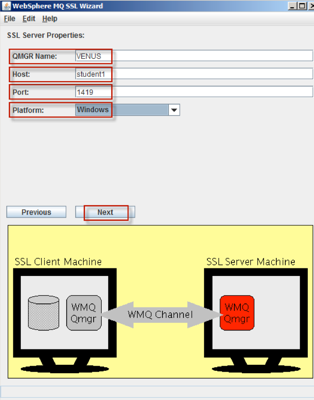 WebSphere MQ SSL Wizard
File Edit Help
SSL Server Properties:
QMGR Name: VENUS
Host: student1
Port: 1419
Platform: Windows
Previous Next
SSL Client Machine SSL Server Machine
WMQ Qmgr WMQ Channel WMQ Qmgr